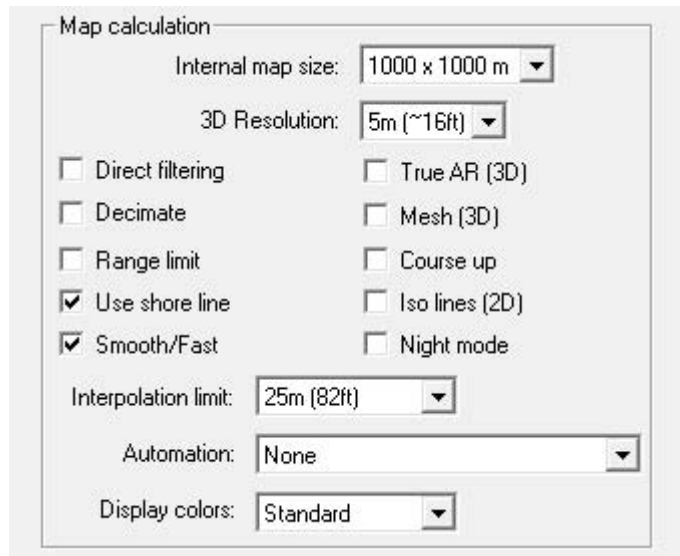 Map calculation
Internal map size: 1000 x 1000 m
3D Resolution: 5m (~16ft)
Direct filtering True AR (3D)
Decimate Mesh (3D)
Range limit Course up
Use shore line Iso lines (2D)
Smooth/Fast Night mode
Interpolation limit: 25m (82ft)
Automation: None
Display colors: Standard